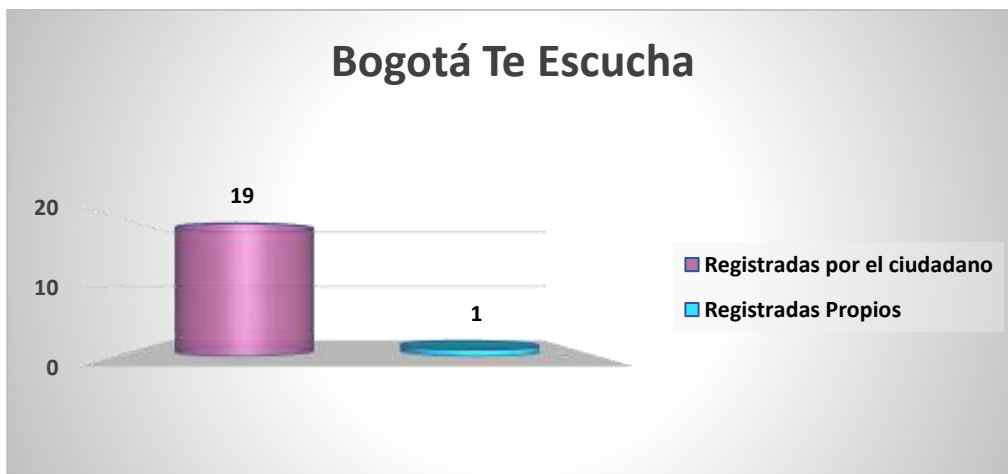 Bogotá Te Escucha
19
20
10
1
0
Registradas por el ciudadano
Registradas Propios